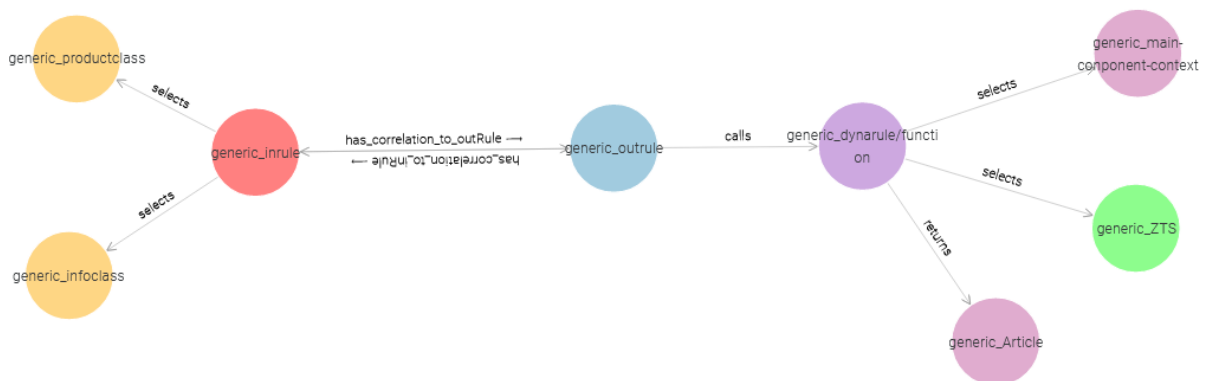 generic_productclass
selects
generic_inrule
selects
generic_infoclass
has_correlation_to_outRule →
has_correlation_to_inRule →
generic_outrule
calls
generic_dynarule/functi
on
selects
generic_main-
conponent-context
selects
generic_ZTS
returns
generic_Article